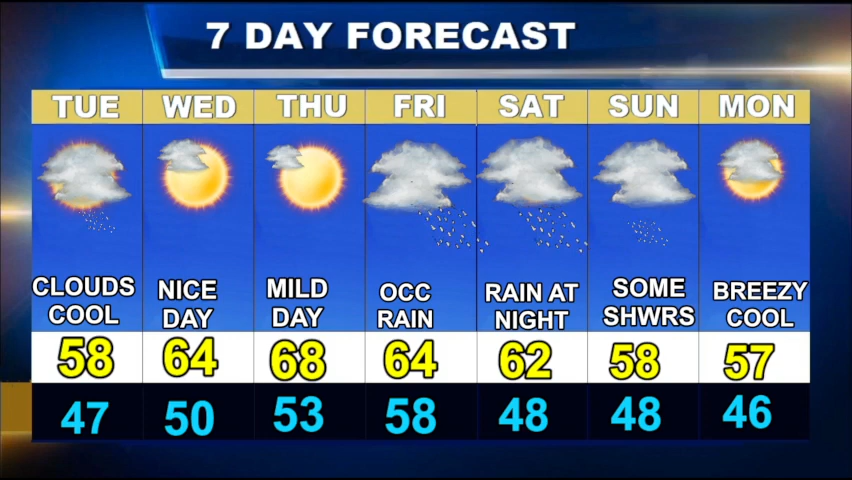 7 DAY FORECAST
TUE WED THU FRI SAT SUN MON
CLOUDS COOL
NICE DAY
MILD DAY
OCC RAIN
RAIN AT NIGHT
SOME SHWRS
BREEZY COOL
58 64 68 64 62 58 57
47 50 53 58 48 48 46